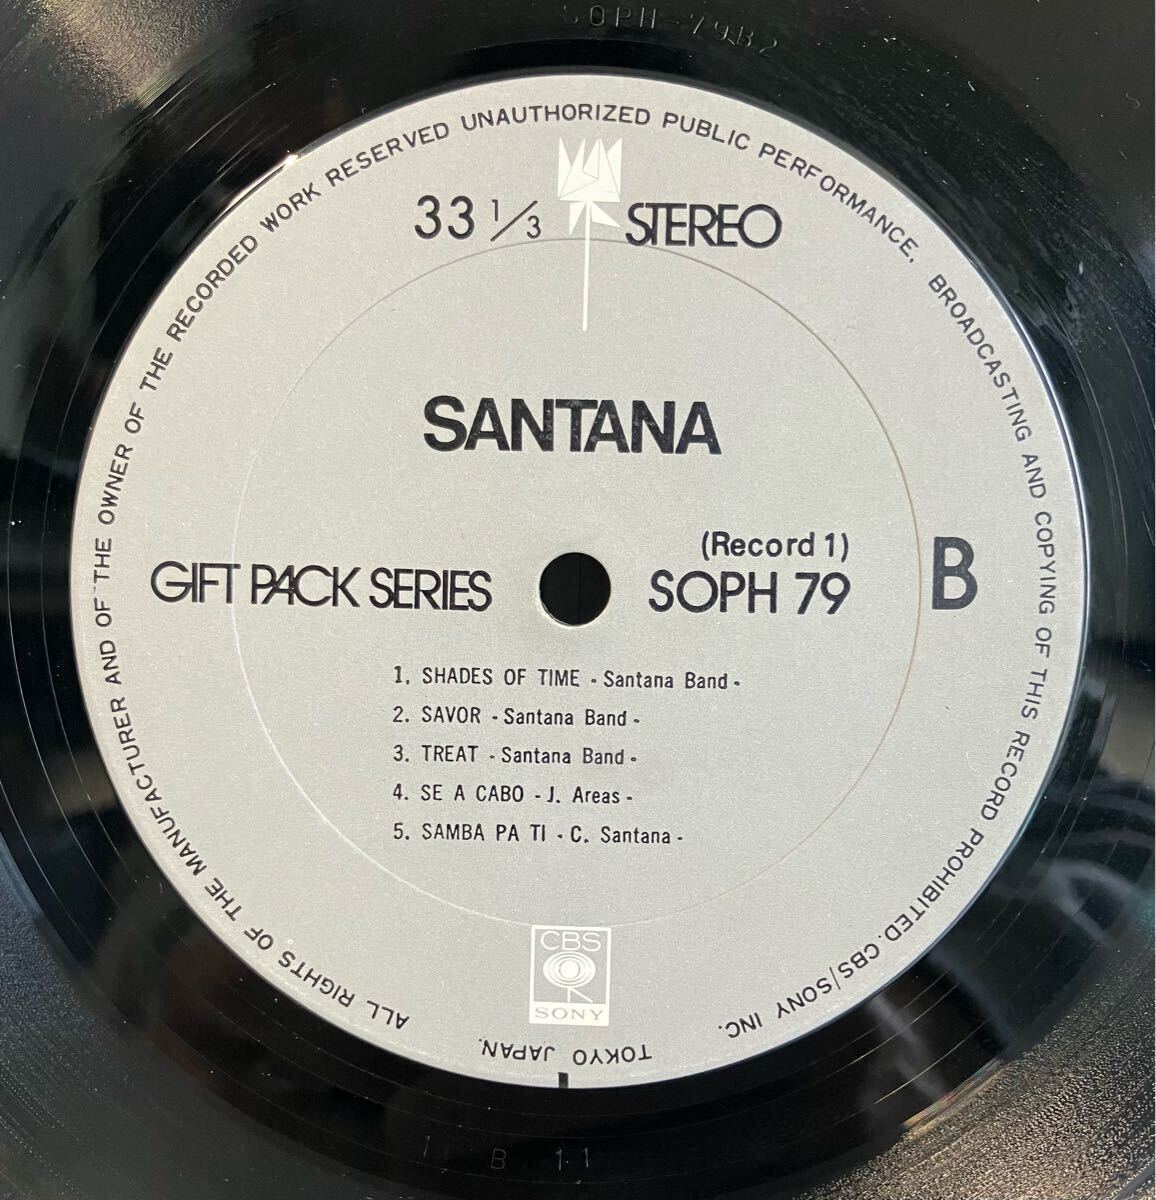 SOPH-79B2
33 1/3 STEREO
SANTANA
(Record 1)
GIFT PACK SERIES SOPH 79 B
1. SHADES OF TIME - Santana Band -
2. SAVOR - Santana Band -
3. TREAT - Santana Band -
4. SE A CABO - J. Areas -
5. SAMBA PA TI - C. Santana -
CBS
SONY
ALL RIGHTS OF THE MANUFACTURER AND OF THE OWNER OF THE RECORDED WORK RESERVED UNAUTHORIZED PUBLIC PERFORMANCE, BROADCASTING AND COPYING OF THIS RECORD PROHIBITED. CBS/SONY INC.
TOKYO JAPAN.
1 B 11